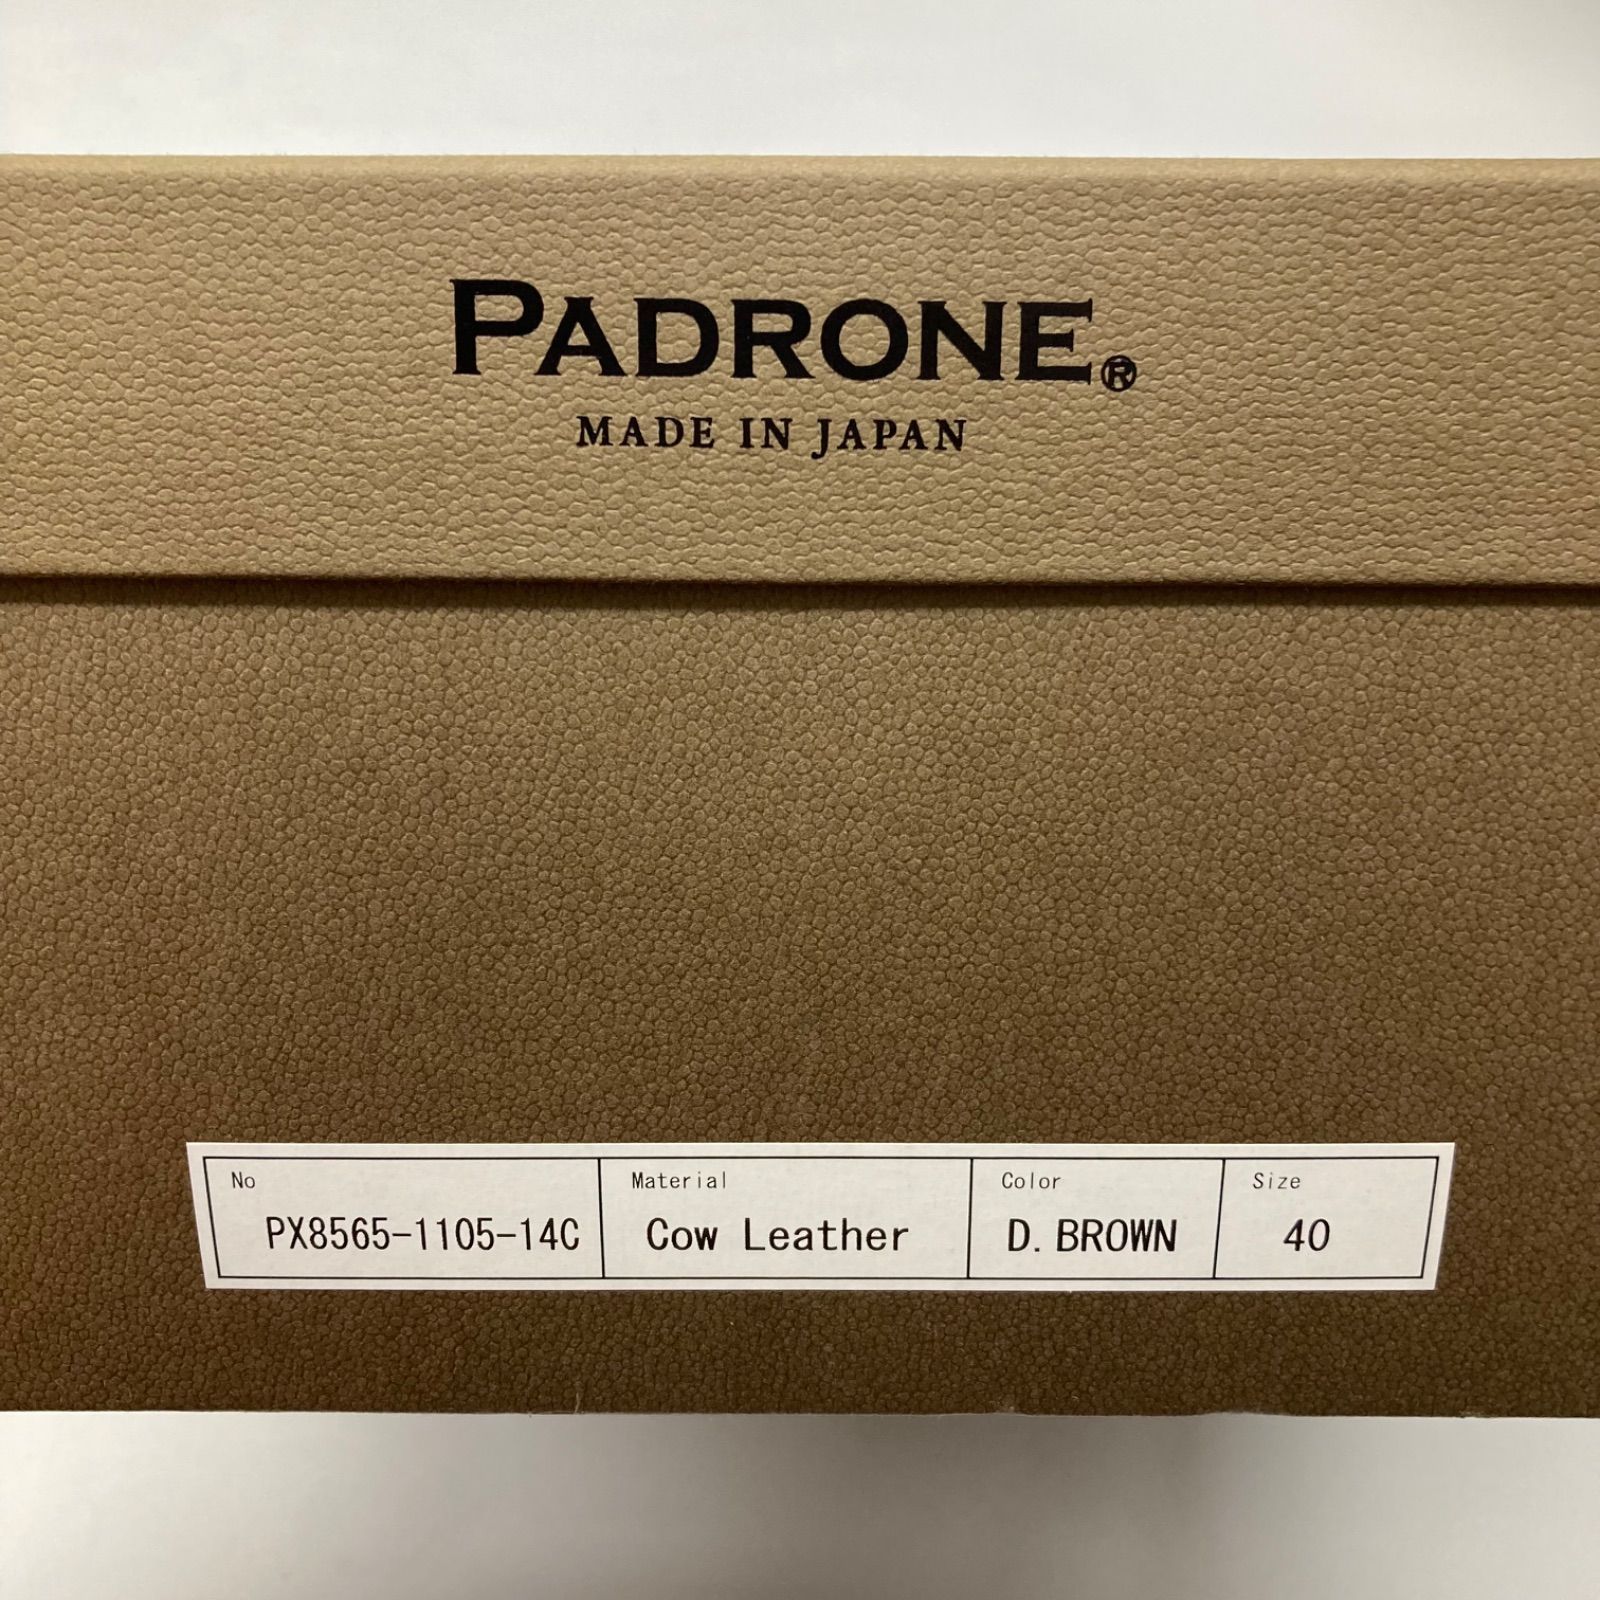 PADRONE®
MADE IN JAPAN
No Material Color Size
PX8565-1105-14C Cow Leather D. BROWN 40